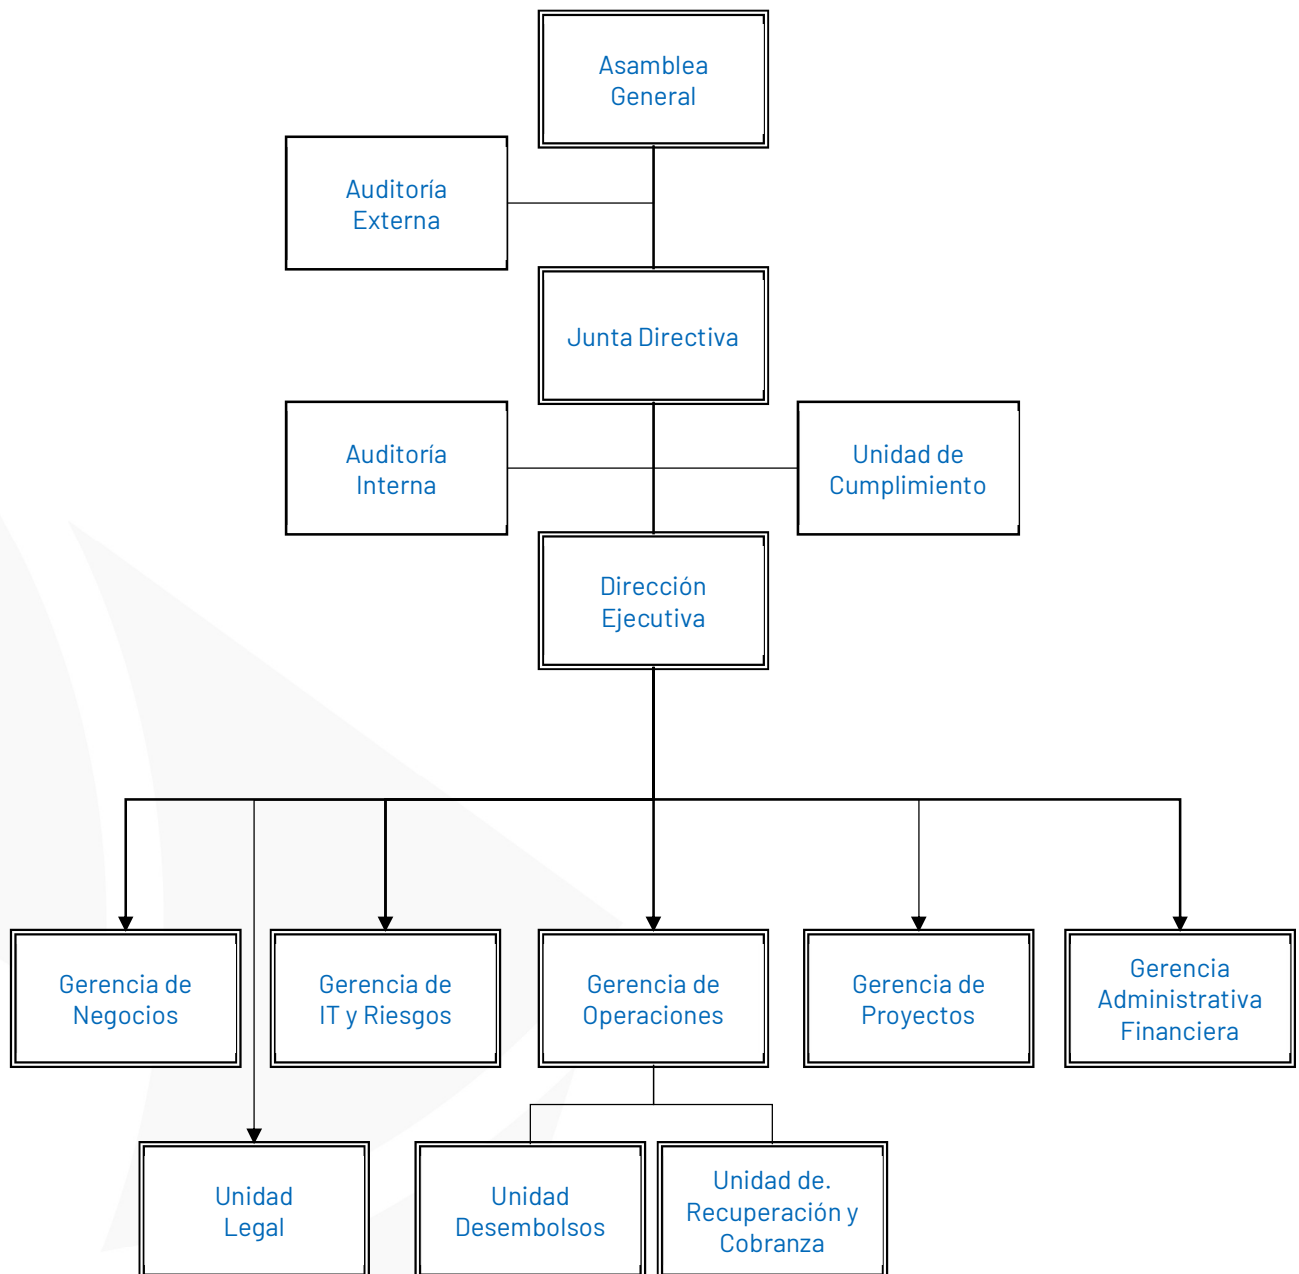 Asamblea
General
Auditoría
Externa
Junta Directiva
Auditoría
Interna
Unidad de
Cumplimiento
Dirección
Ejecutiva
Gerencia de
Negocios
Gerencia de
IT y Riesgos
Gerencia de
Operaciones
Gerencia de
Proyectos
Gerencia
Administrativa
Financiera
Unidad
Legal
Unidad
Desembolsos
Unidad de.
Recuperación y
Cobranza